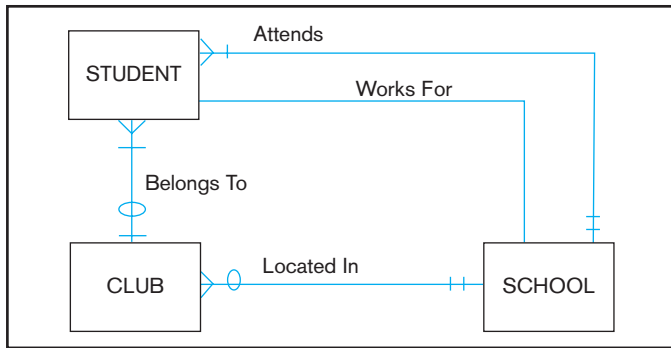 Attends
STUDENT
Works For
Belongs To
Located In
CLUB
SCHOOL